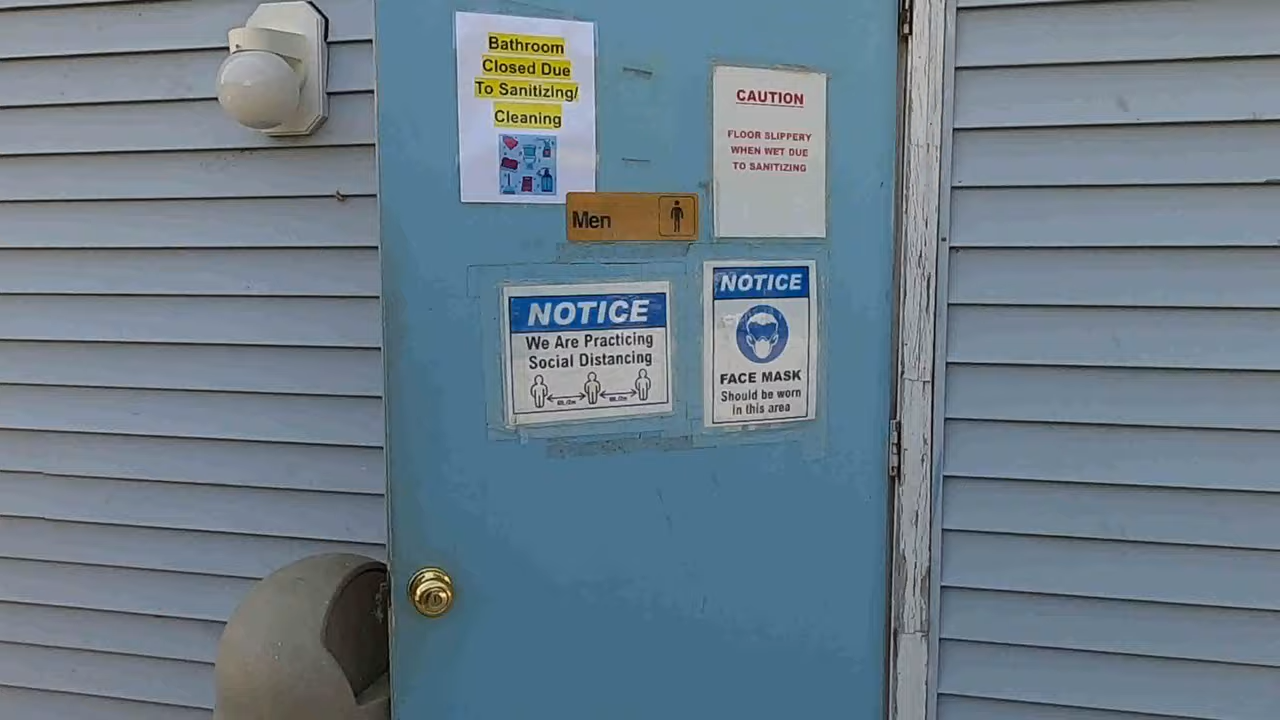 Bathroom
Closed Due
To Sanitizing/
Cleaning
CAUTION
FLOOR SLIPPERY
WHEN WET DUE
TO SANITIZING
Men
NOTICE
We Are Practicing
Social Distancing
NOTICE
FACE MASK
Should be worn
in this area